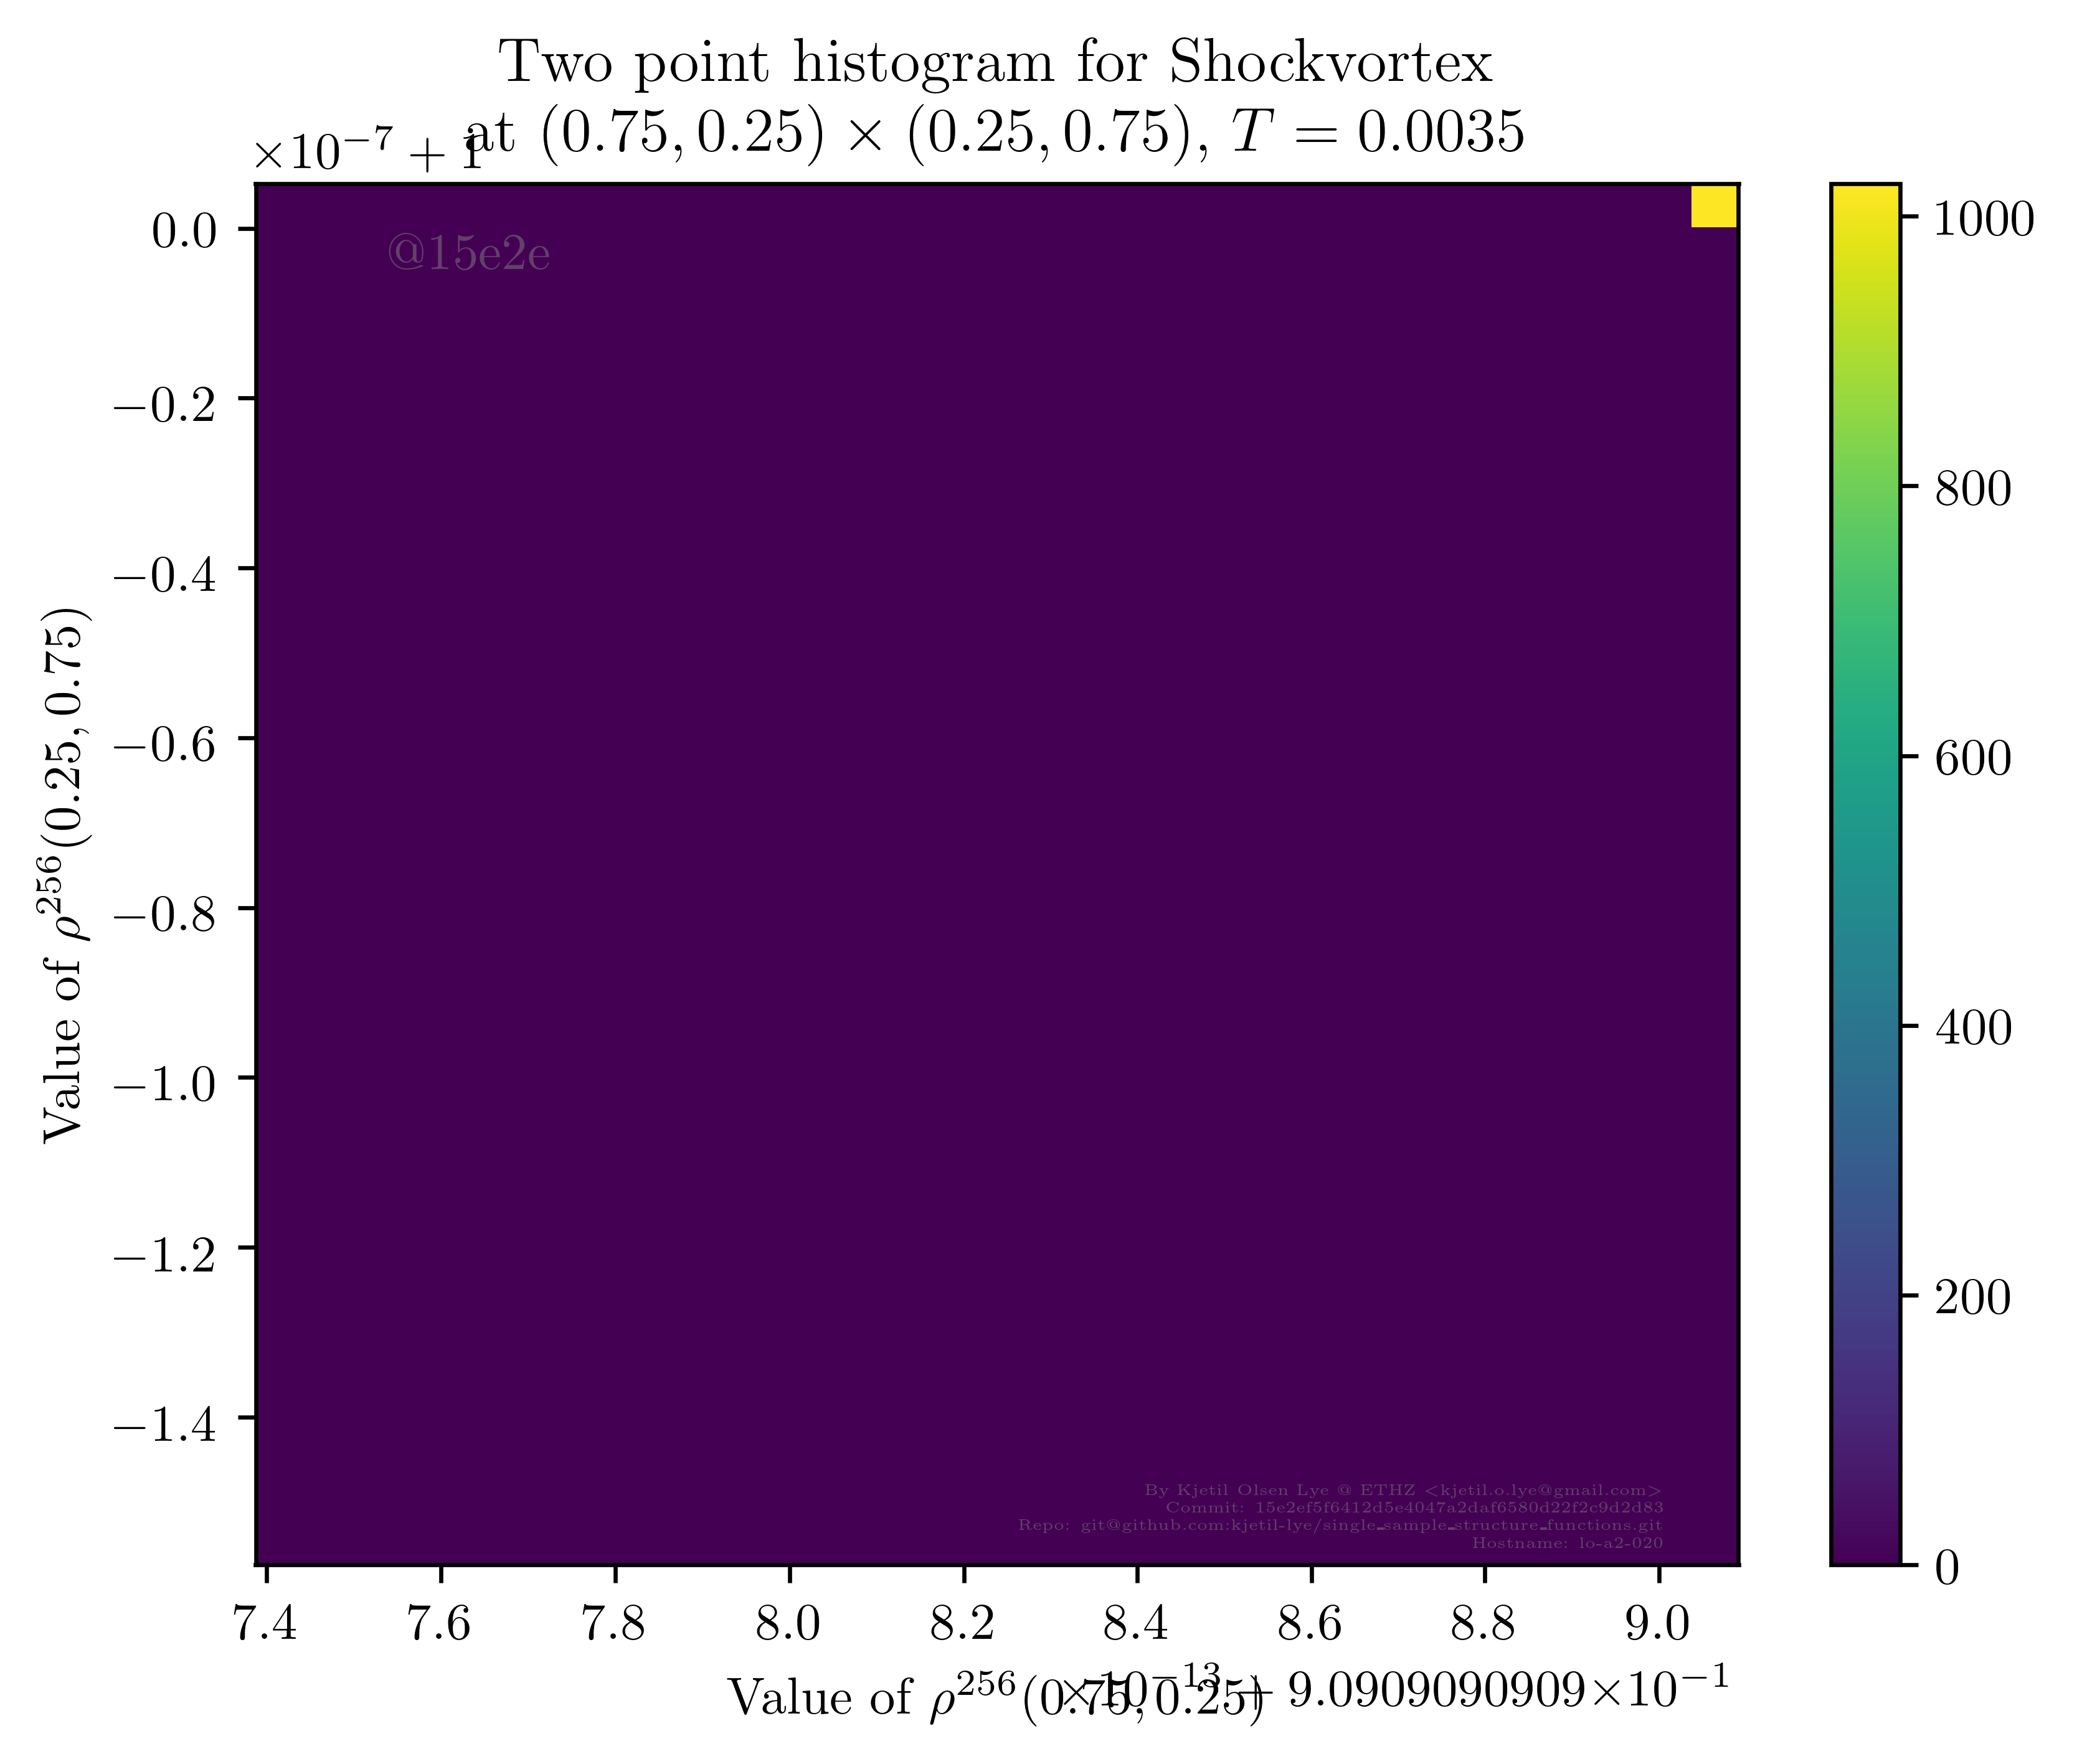 Two point histogram for Shockvortex
at (0.75, 0.25) × (0.25, 0.75), T = 0.0035
×10⁻⁷ + 1
@15e2e
0.0
−0.2
−0.4
−0.6
−0.8
−1.0
−1.2
−1.4
Value of ρ²⁵⁶(0.25, 0.75)
1000
800
600
400
200
0
By Kjetil Olsen Lye @ ETHZ <kjetil.o.lye@gmail.com>
Commit: 15e2ef5f6412d5e4047a2daf6580d22f2c9d2d83
Repo: git@github.com:kjetil-lye/single_sample_structure_functions.git
Hostname: lo-a2-020
7.4 7.6 7.8 8.0 8.2 8.4 8.6 8.8 9.0
Value of ρ²⁵⁶(0.75, 0.25)
×10⁻¹³ + 9.0909090909×10⁻¹